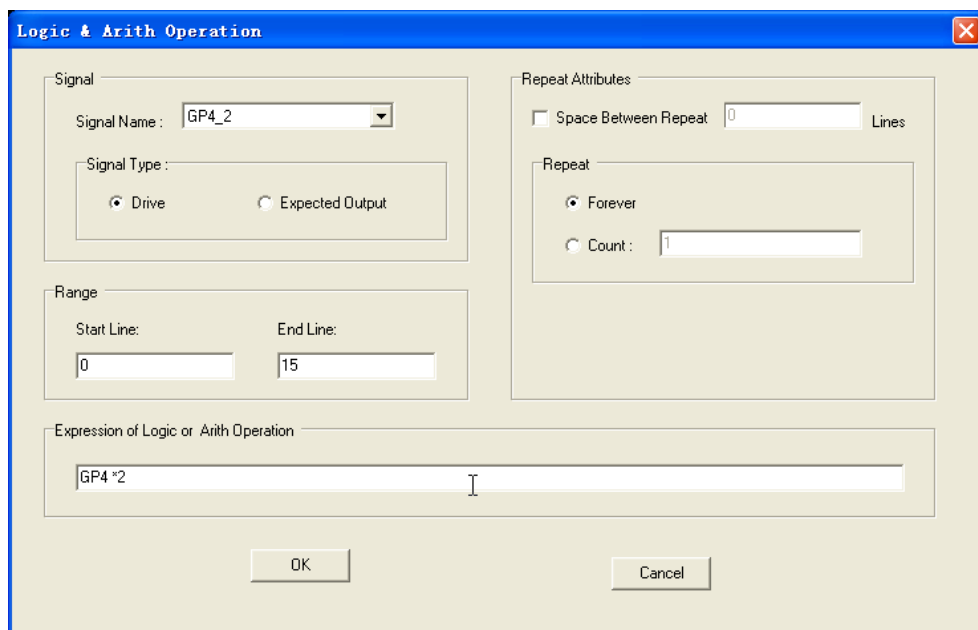 Logic & Arith Operation
Signal
Signal Name :
GP4_2
Signal Type :
Drive
Expected Output
Range
Start Line:
End Line:
0
15
Repeat Attributes
Space Between Repeat
0
Lines
Repeat
Forever
Count :
1
Expression of Logic or Arith Operation
GP4 *2
OK
Cancel